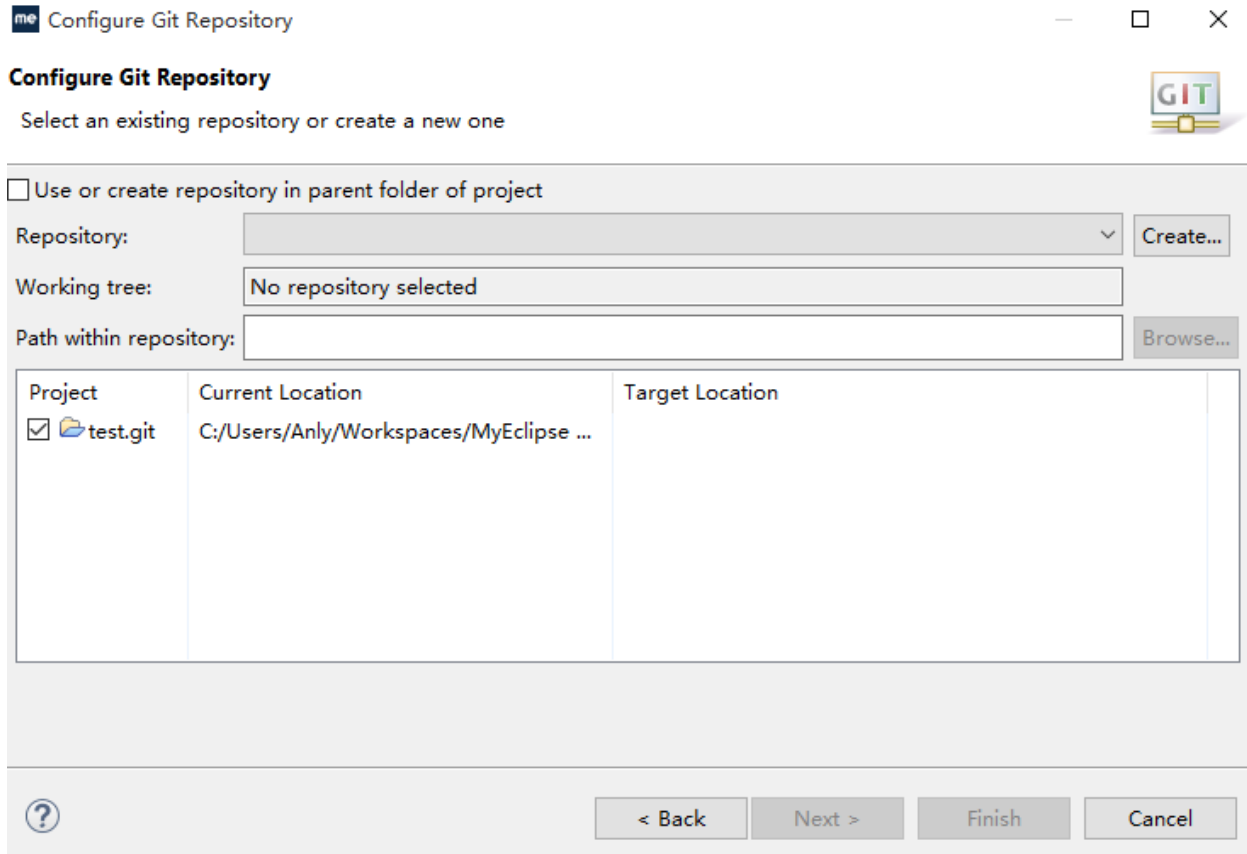 me Configure Git Repository
Configure Git Repository
GIT
Select an existing repository or create a new one
Use or create repository in parent folder of project
Repository: Create...
Working tree: No repository selected
Path within repository: Browse...
Project Current Location Target Location
test.git C:/Users/Anly/Workspaces/MyEclipse ...
? < Back Next > Finish Cancel